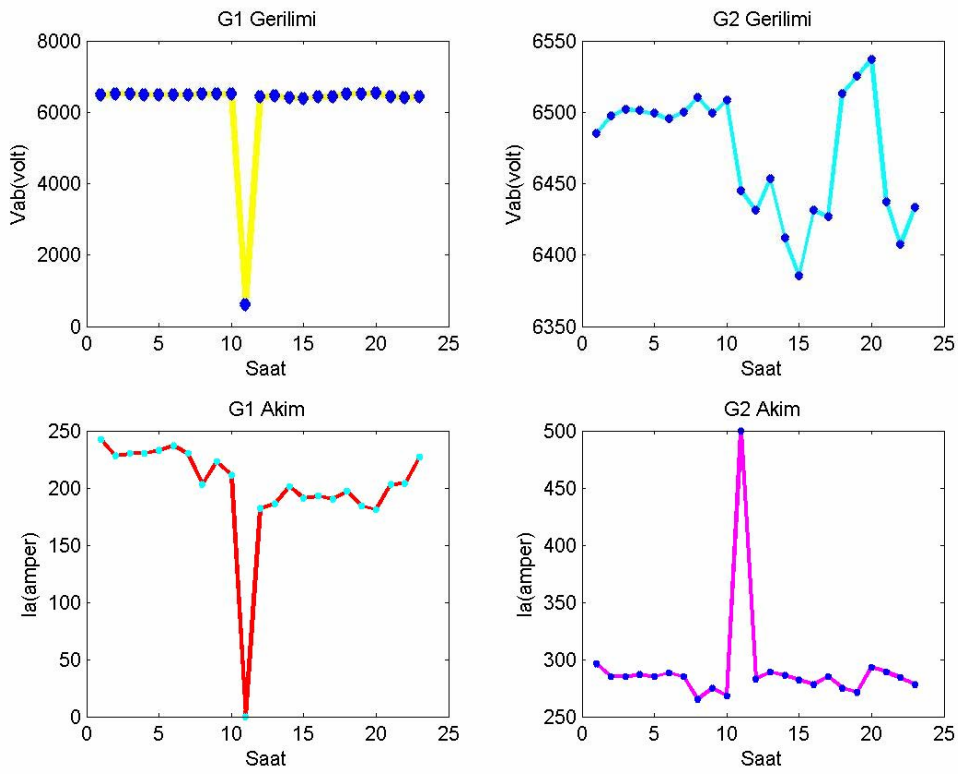 G1 Gerilimi
8000
6000
4000
2000
0
Vab(volt)
0 5 10 15 20 25
Saat
G2 Gerilimi
6550
6500
6450
6400
6350
Vab(volt)
0 5 10 15 20 25
Saat
G1 Akim
250
200
150
100
50
0
Ia(amper)
0 5 10 15 20 25
Saat
G2 Akim
500
450
400
350
300
250
Ia(amper)
0 5 10 15 20 25
Saat